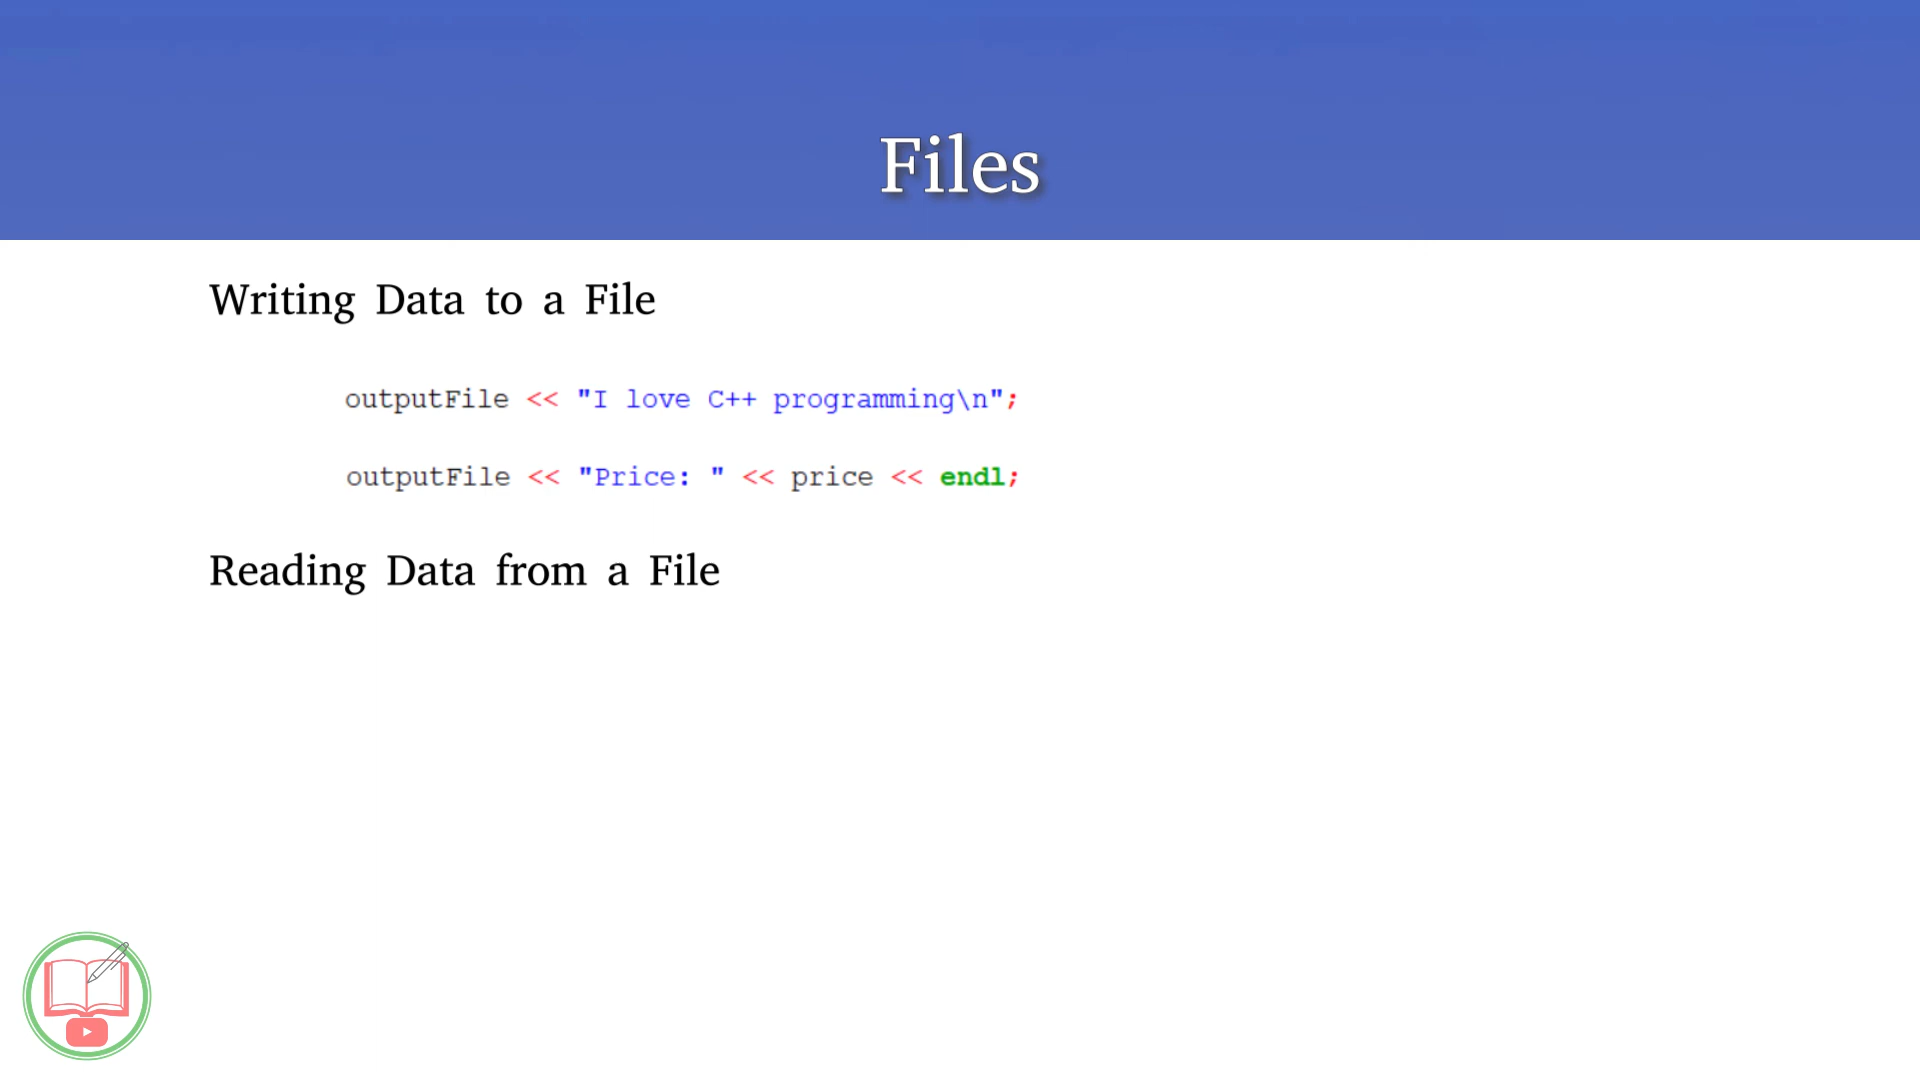 Files
Writing Data to a File
outputFile << "I love C++ programming\n";
outputFile << "Price: " << price << endl;
Reading Data from a File